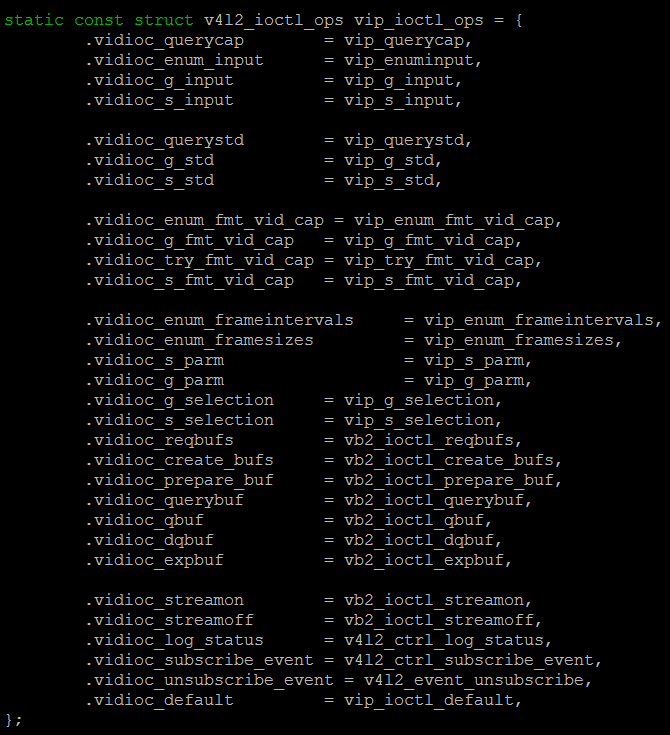 static const struct v4l2_ioctl_ops vip_ioctl_ops = {
        .vidioc_querycap        = vip_querycap,
        .vidioc_enum_input      = vip_enuminput,
        .vidioc_g_input         = vip_g_input,
        .vidioc_s_input         = vip_s_input,

        .vidioc_querystd        = vip_querystd,
        .vidioc_g_std           = vip_g_std,
        .vidioc_s_std           = vip_s_std,

        .vidioc_enum_fmt_vid_cap = vip_enum_fmt_vid_cap,
        .vidioc_g_fmt_vid_cap   = vip_g_fmt_vid_cap,
        .vidioc_try_fmt_vid_cap = vip_try_fmt_vid_cap,
        .vidioc_s_fmt_vid_cap   = vip_s_fmt_vid_cap,

        .vidioc_enum_frameintervals     = vip_enum_frameintervals,
        .vidioc_enum_framesizes         = vip_enum_framesizes,
        .vidioc_s_parm                  = vip_s_parm,
        .vidioc_g_parm                  = vip_g_parm,
        .vidioc_g_selection     = vip_g_selection,
        .vidioc_s_selection     = vip_s_selection,
        .vidioc_reqbufs         = vb2_ioctl_reqbufs,
        .vidioc_create_bufs     = vb2_ioctl_create_bufs,
        .vidioc_prepare_buf     = vb2_ioctl_prepare_buf,
        .vidioc_querybuf        = vb2_ioctl_querybuf,
        .vidioc_qbuf            = vb2_ioctl_qbuf,
        .vidioc_dqbuf           = vb2_ioctl_dqbuf,
        .vidioc_expbuf          = vb2_ioctl_expbuf,

        .vidioc_streamon        = vb2_ioctl_streamon,
        .vidioc_streamoff       = vb2_ioctl_streamoff,
        .vidioc_log_status      = v4l2_ctrl_log_status,
        .vidioc_subscribe_event = v4l2_ctrl_subscribe_event,
        .vidioc_unsubscribe_event = v4l2_event_unsubscribe,
        .vidioc_default         = vip_ioctl_default,
};